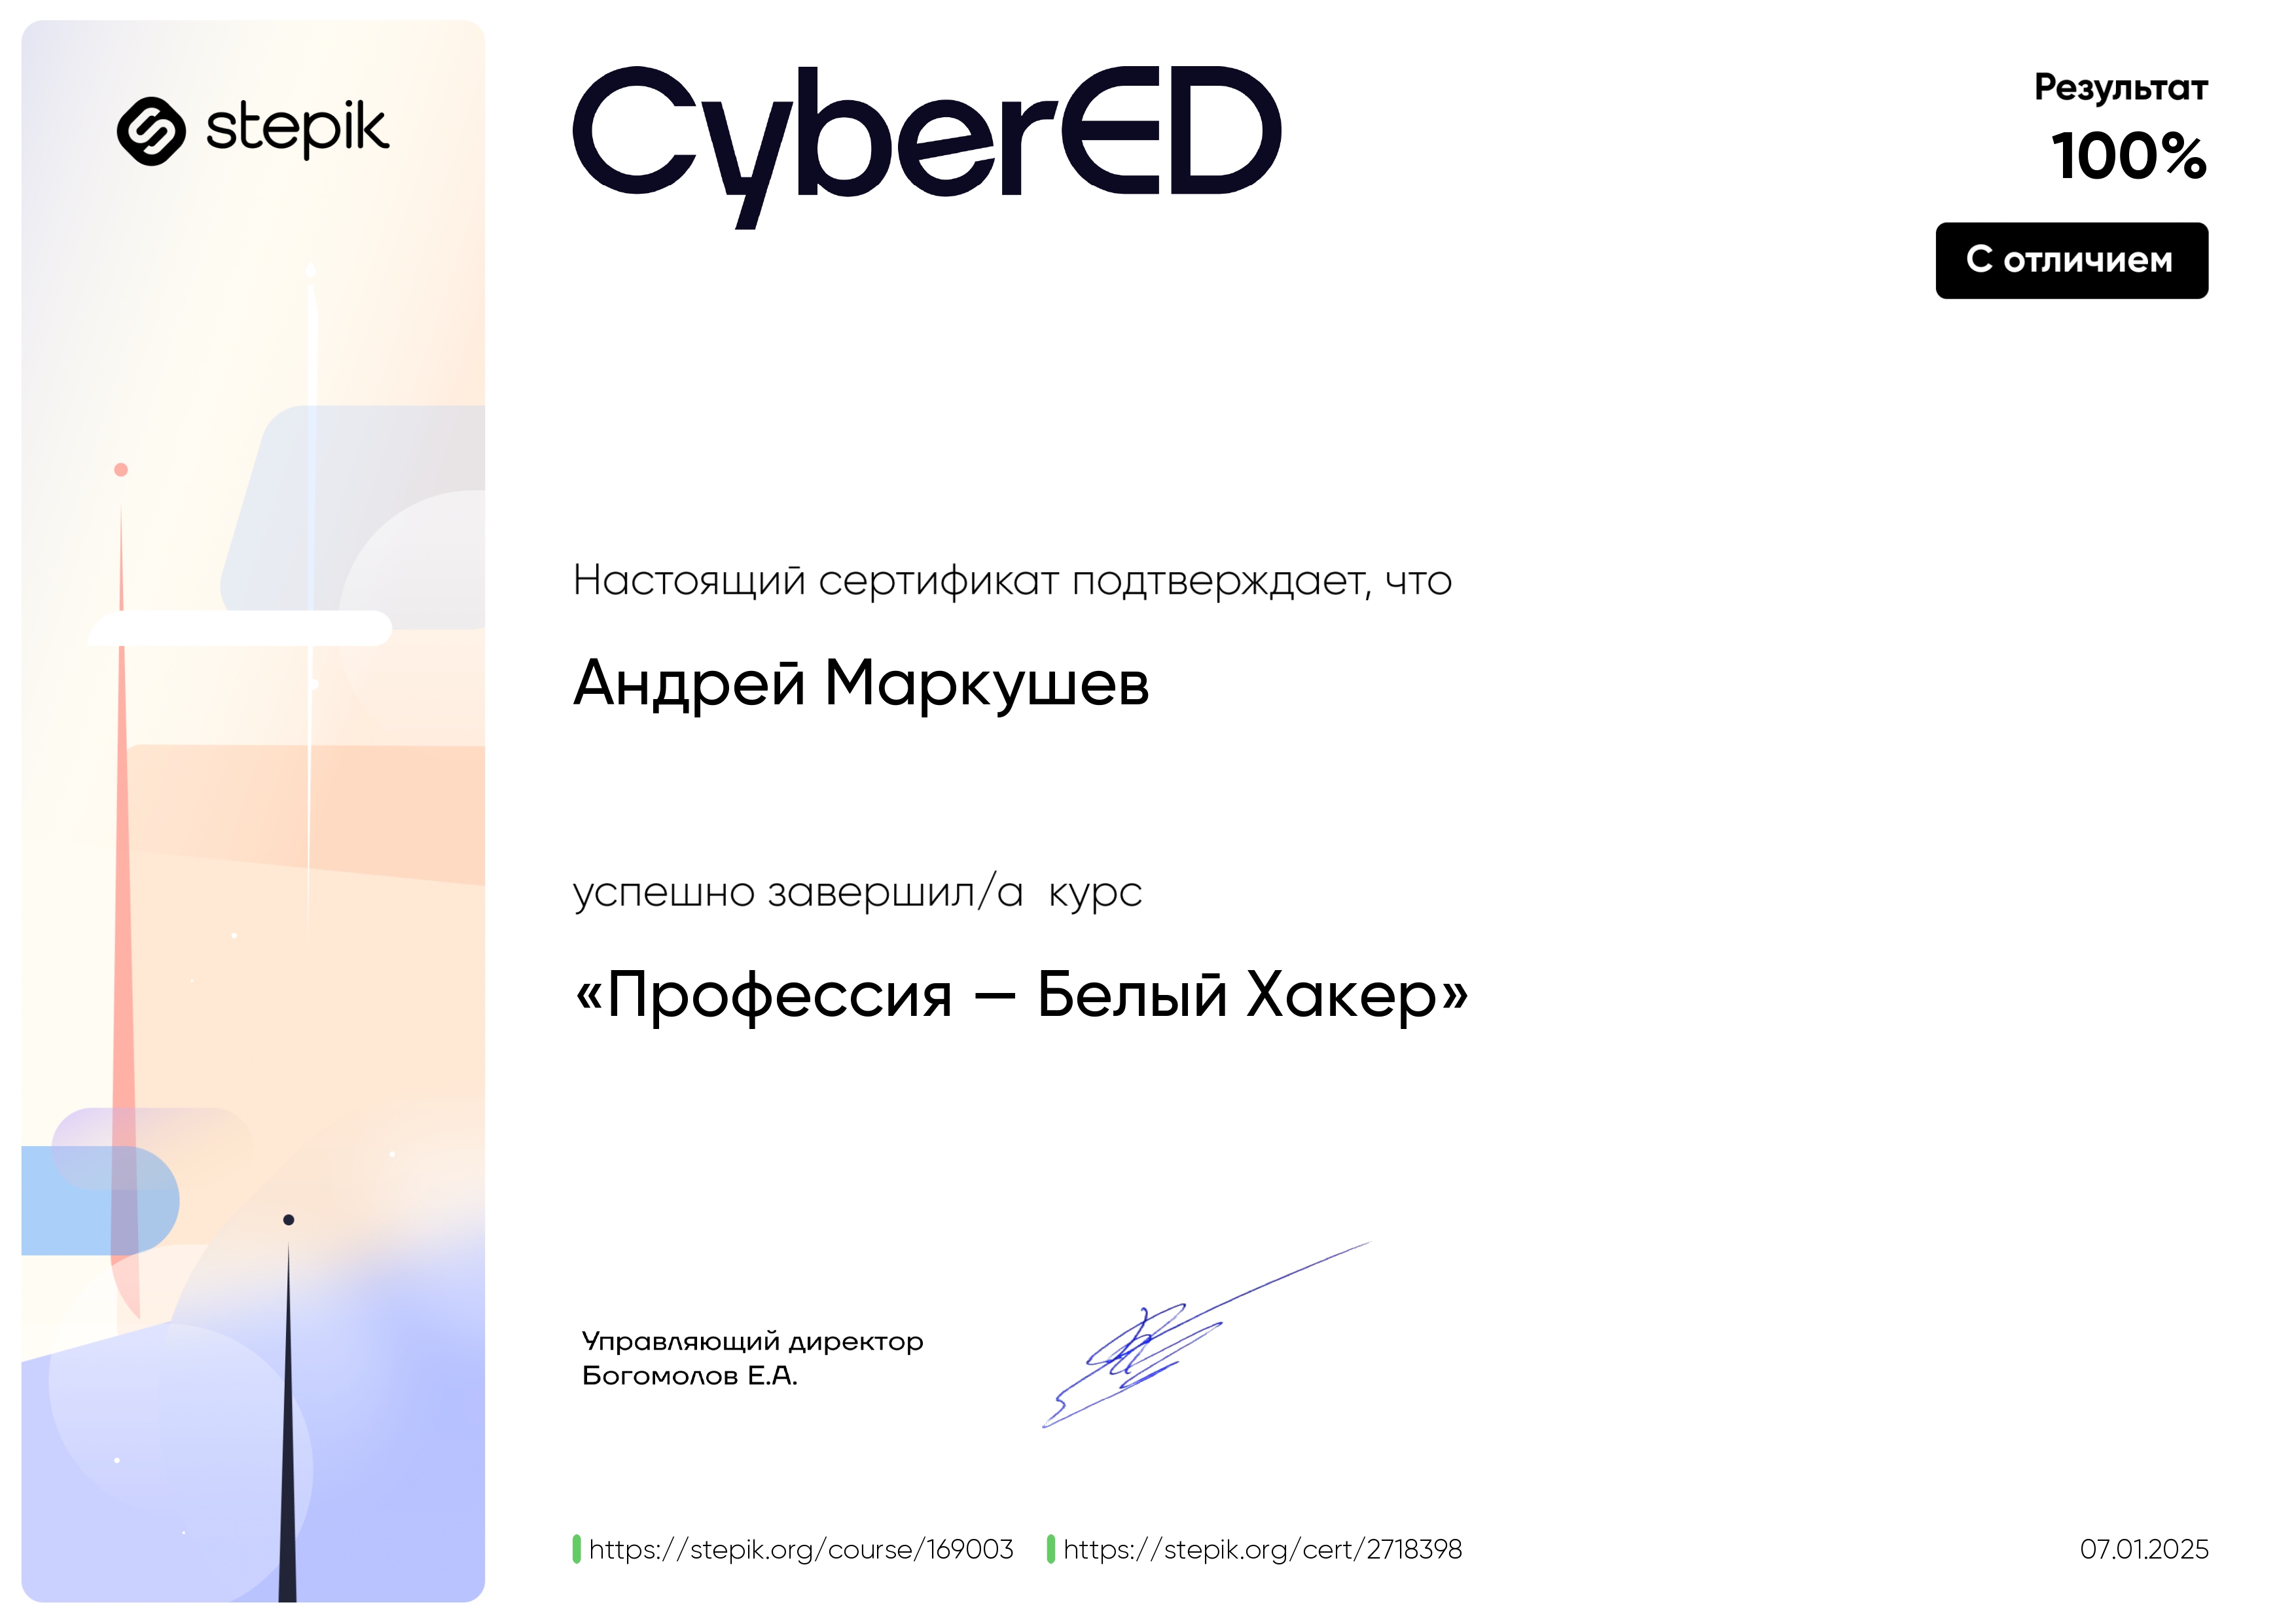 stepik
CyberED
Результат
100%
С отличием
Настоящий сертификат подтверждает, что
Андрей Маркушев
успешно завершил/а курс
«Профессия — Белый Хакер»
Управляющий директор
Богомолов Е.А.
https://stepik.org/course/169003 https://stepik.org/cert/2718398
07.01.2025